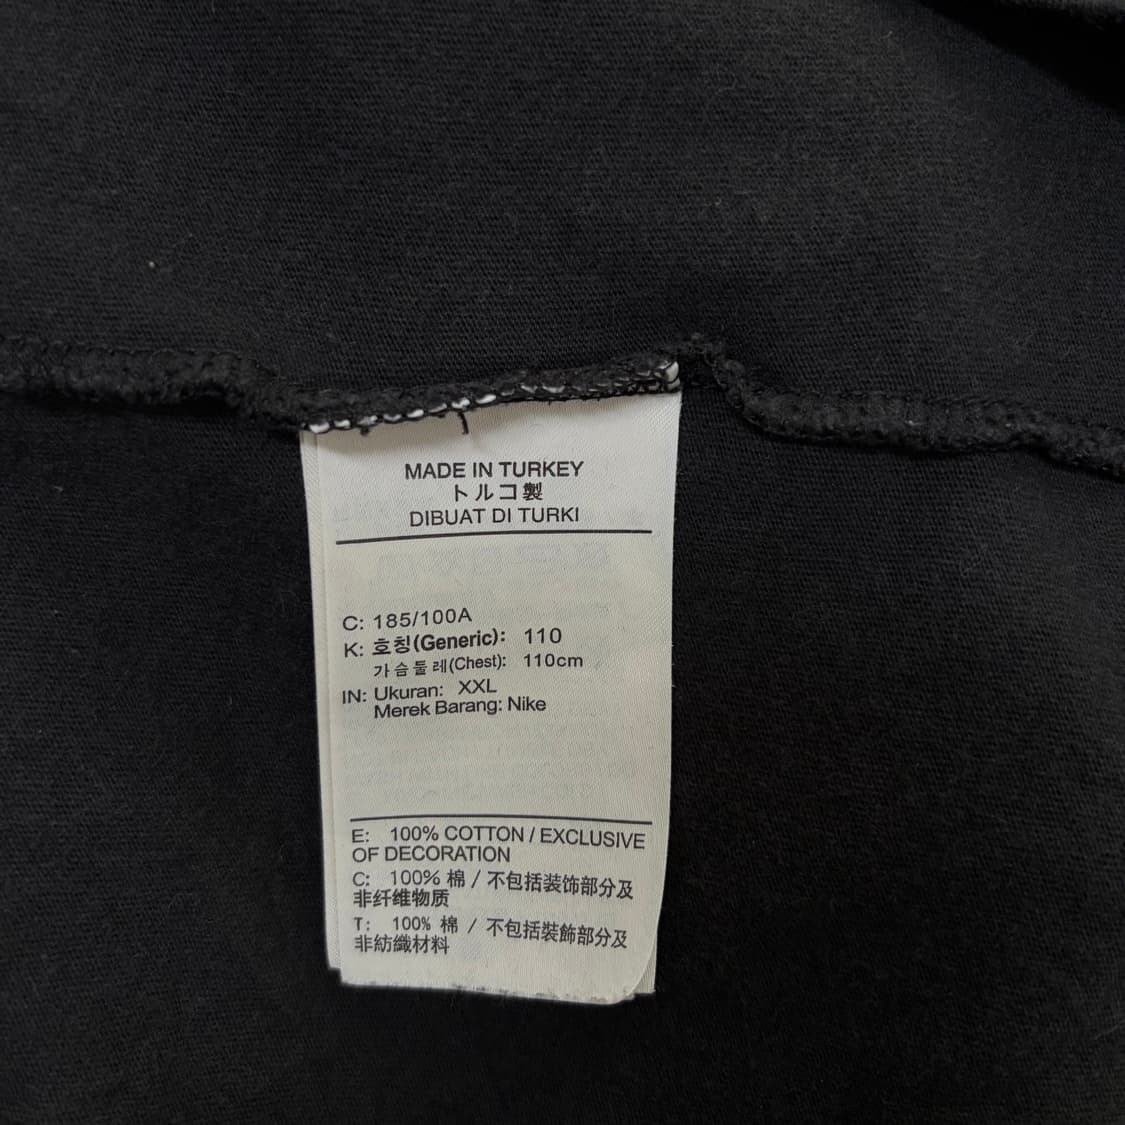 MADE IN TURKEY
トルコ製
DIBUAT DI TURKI
C: 185/100A
K: 호칭(Generic): 110
가슴둘레(Chest): 110cm
IN: Ukuran: XXL
Merek Barang: Nike
E: 100% COTTON / EXCLUSIVE
OF DECORATION
C: 100% 棉 / 不包括装饰部分及
非纤维物质
T: 100% 棉 / 不包括裝飾部分及
非紡織材料